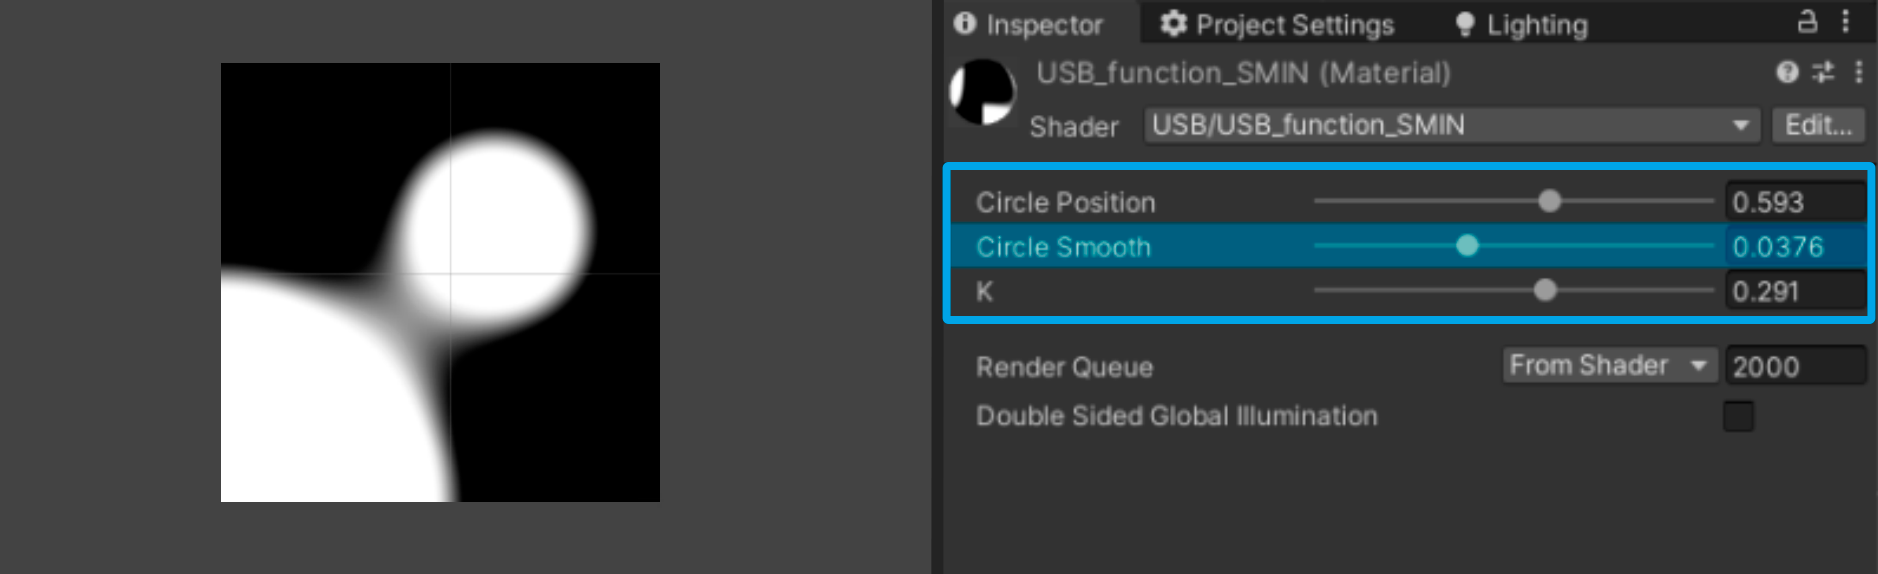 Inspector Project Settings Lighting
USB_function_SMIN (Material)
Shader USB/USB_function_SMIN Edit...
Circle Position 0.593
Circle Smooth 0.0376
K 0.291
Render Queue From Shader 2000
Double Sided Global Illumination